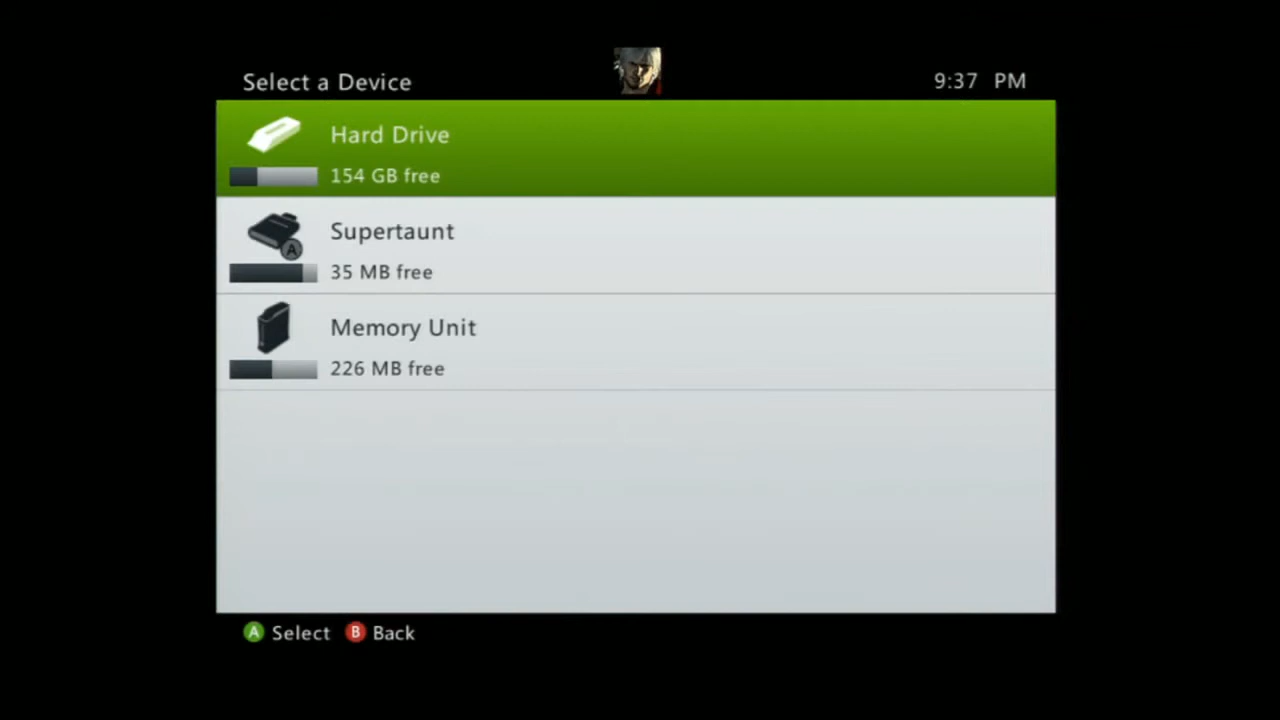 Select a Device
9:37 PM
Hard Drive
154 GB free
Supertaunt
A
35 MB free
Memory Unit
226 MB free
A Select B Back